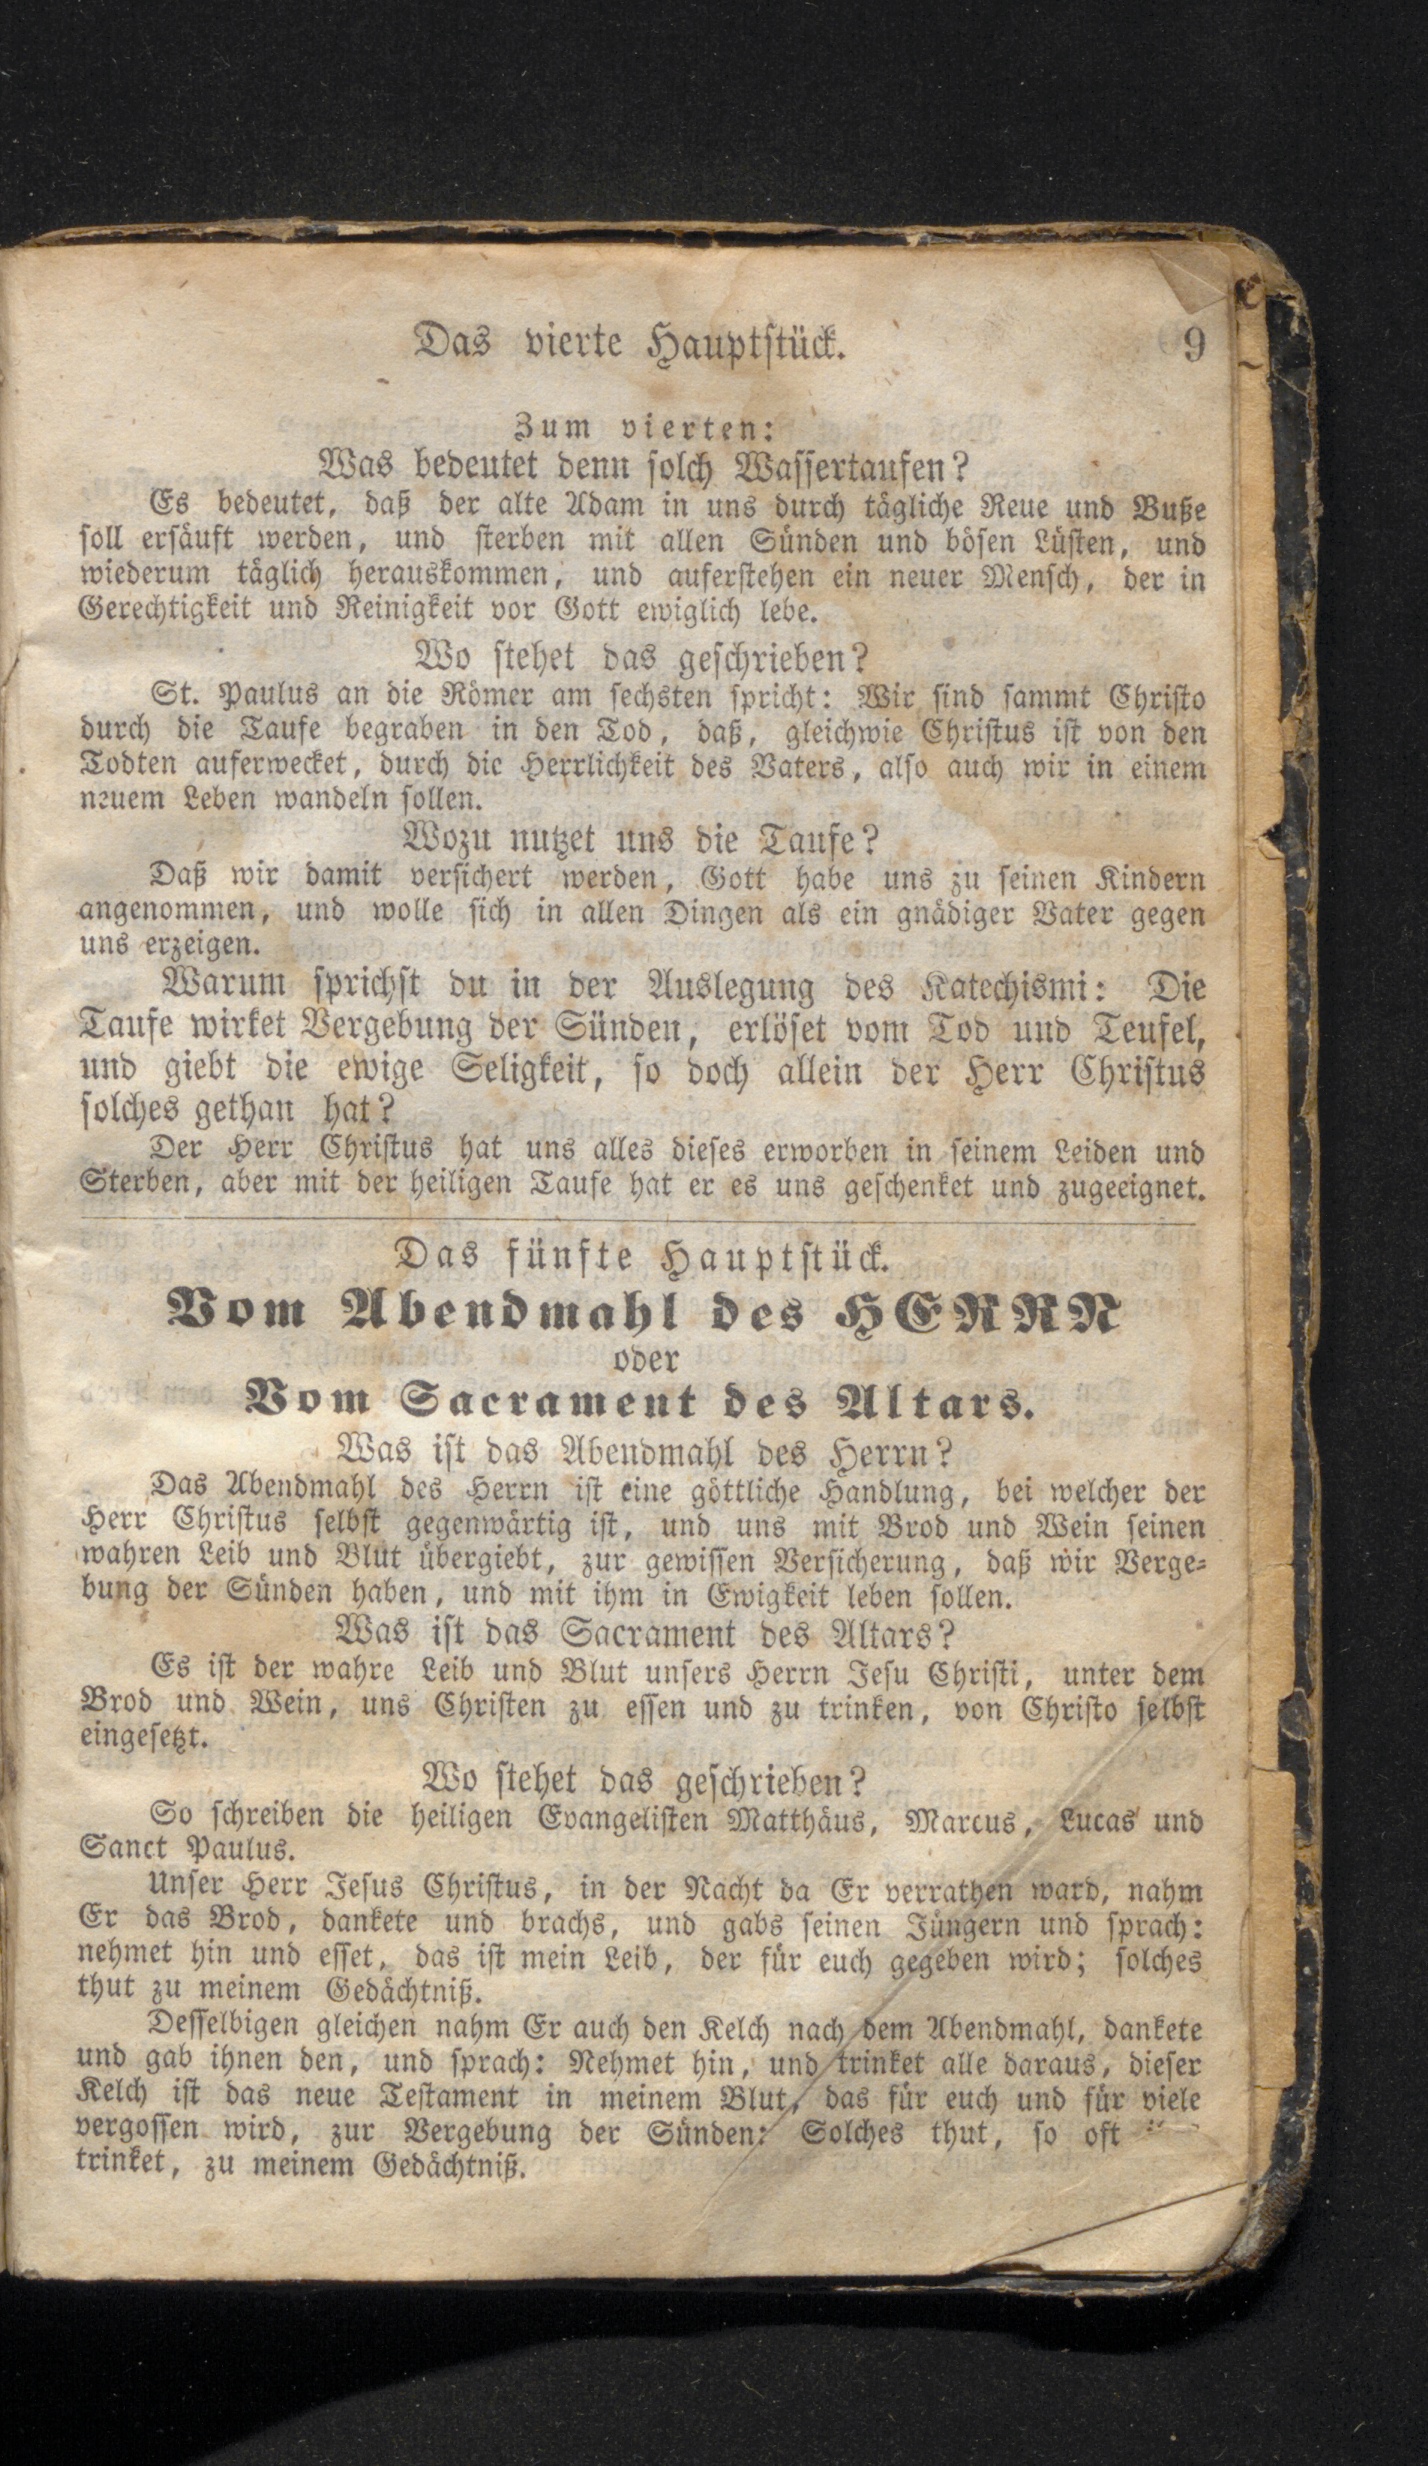 Das vierte Hauptstück. 9
Zum vierten:
Was bedeutet denn solch Wassertaufen?
Es bedeutet, daß der alte Adam in uns durch tägliche Reue und Buße
soll ersäuft werden, und sterben mit allen Sünden und bösen Lüsten, und
wiederum täglich herauskommen, und auferstehen ein neuer Mensch, der in
Gerechtigkeit und Reinigkeit vor Gott ewiglich lebe.
Wo stehet das geschrieben?
St. Paulus an die Römer am sechsten spricht: Wir sind sammt Christo
durch die Taufe begraben in den Tod, daß, gleichwie Christus ist von den
Todten auferwecket, durch die Herrlichkeit des Vaters, also auch wir in einem
neuem Leben wandeln sollen.
Wozu nutzet uns die Taufe?
Daß wir damit versichert werden, Gott habe uns zu seinen Kindern
angenommen, und wolle sich in allen Dingen als ein gnädiger Vater gegen
uns erzeigen.
Warum sprichst du in der Auslegung des Katechismi: Die
Taufe wirket Vergebung der Sünden, erlöset vom Tod und Teufel,
und giebt die ewige Seligkeit, so doch allein der Herr Christus
solches gethan hat?
Der Herr Christus hat uns alles dieses erworben in seinem Leiden und
Sterben, aber mit der heiligen Taufe hat er es uns geschenket und zugeeignet.
Das fünfte Hauptstück.
Vom Abendmahl des HERRN
oder
Vom Sacrament des Altars.
Was ist das Abendmahl des Herrn?
Das Abendmahl des Herrn ist eine göttliche Handlung, bei welcher der
Herr Christus selbst gegenwärtig ist, und uns mit Brod und Wein seinen
wahren Leib und Blut übergiebt, zur gewissen Versicherung, daß wir Verge-
bung der Sünden haben, und mit ihm in Ewigkeit leben sollen.
Was ist das Sacrament des Altars?
Es ist der wahre Leib und Blut unsers Herrn Jesu Christi, unter dem
Brod und Wein, uns Christen zu essen und zu trinken, von Christo selbst
eingesetzt.
Wo stehet das geschrieben?
So schreiben die heiligen Evangelisten Matthäus, Marcus, Lucas und
Sanct Paulus.
Unser Herr Jesus Christus, in der Nacht da Er verrathen ward, nahm
Er das Brod, dankete und brachs, und gabs seinen Jüngern und sprach:
nehmet hin und esset, das ist mein Leib, der für euch gegeben wird; solches
thut zu meinem Gedächtniß.
Desselbigen gleichen nahm Er auch den Kelch nach dem Abendmahl, dankete
und gab ihnen den, und sprach: Nehmet hin, und trinket alle daraus, dieser
Kelch ist das neue Testament in meinem Blut, das für euch und für viele
vergossen wird, zur Vergebung der Sünden: Solches thut, so oft
trinket, zu meinem Gedächtniß.